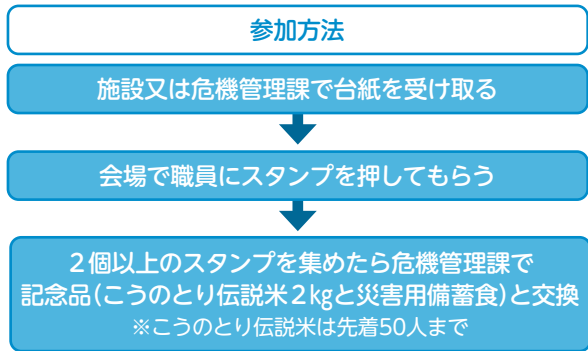 参加方法
施設又は危機管理課で台紙を受け取る
会場で職員にスタンプを押してもらう
２個以上のスタンプを集めたら危機管理課で
記念品(こうのとり伝説米２㎏と災害用備蓄食)と交換
※こうのとり伝説米は先着50人まで